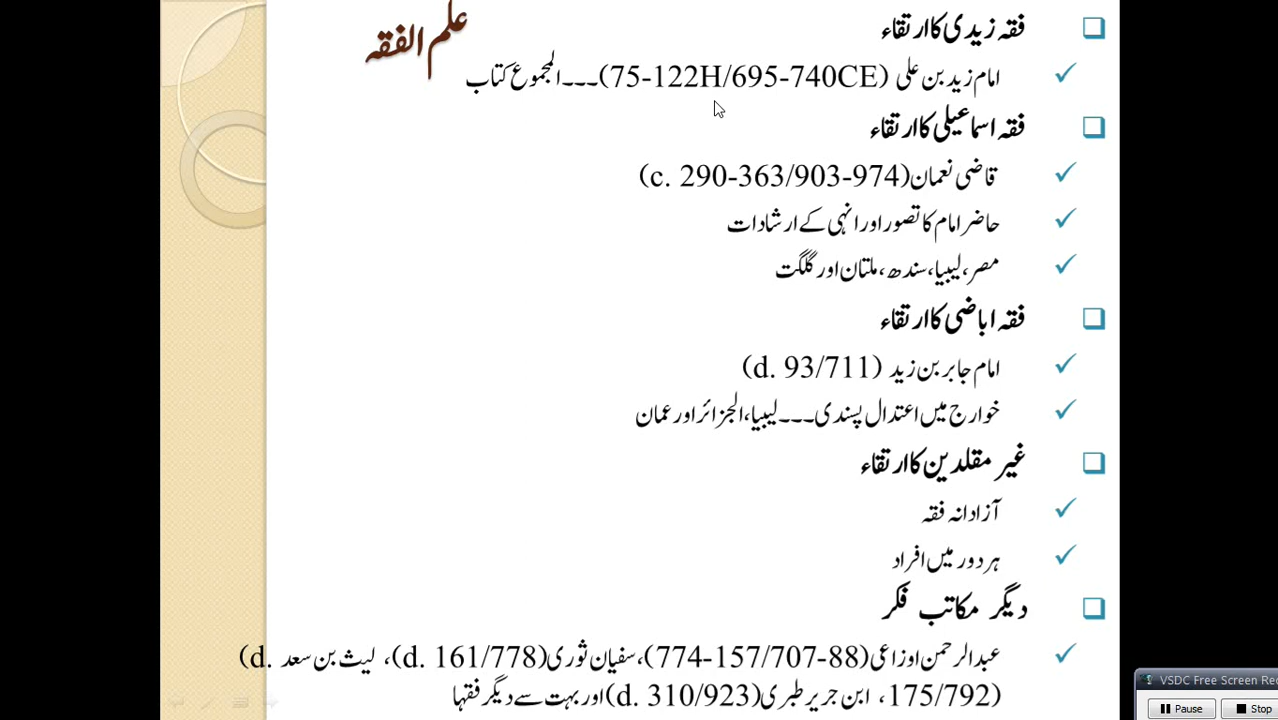 علم الفقہ
فقہ زیدی کا ارتقاء
امام زید بن علی (75-122H/695-740CE)۔۔۔ المجموع کتاب
فقہ اسماعیلی کا ارتقاء
قاضی نعمان (c. 290-363/903-974)
حاضر امام کا تصور اور انہی کے ارشادات
مصر، لیبیا، سندھ، ملتان اور گلگت
فقہ اباضی کا ارتقاء
امام جابر بن زید (d. 93/711)
خوارج میں اعتدال پسندی۔۔۔ لیبیا، الجزائر اور عمان
غیر مقلدین کا ارتقاء
آزادانہ فقہ
ہر دور میں افراد
دیگر مکاتب فکر
عبدالرحمن اوزاعی (88-157/707-774)، سفیان ثوری (d. 161/778)، لیث بن سعد (d.
175/792)، ابن جریر طبری (d. 310/923) اور بہت سے دیگر فقہا
VSDC Free Screen Rec
Pause Stop